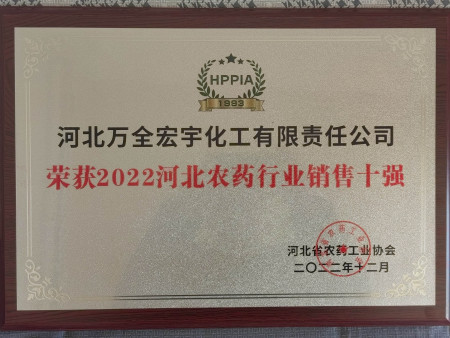 HPPIA
1993
河北万全宏宇化工有限责任公司
荣获2022河北农药行业销售十强
河北省农药工业协会
二〇二二年十二月